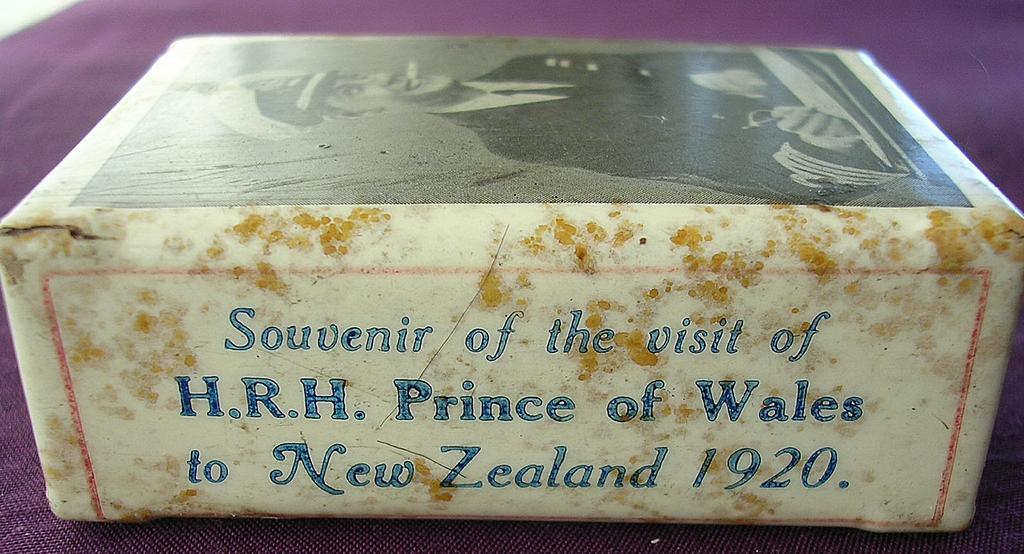 Souvenir of the visit of
H.R.H. Prince of Wales
to New Zealand 1920.